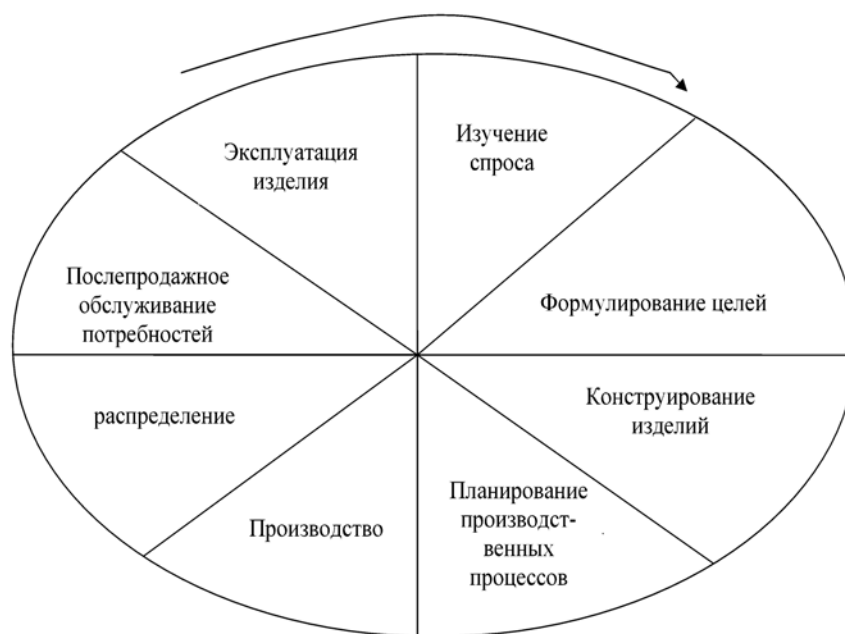 Эксплуатация
изделия
Изучение
спроса
Послепродажное
обслуживание
потребностей
Формулирование целей
распределение
Конструирование
изделий
Производство
Планирование
производст-
венных
процессов